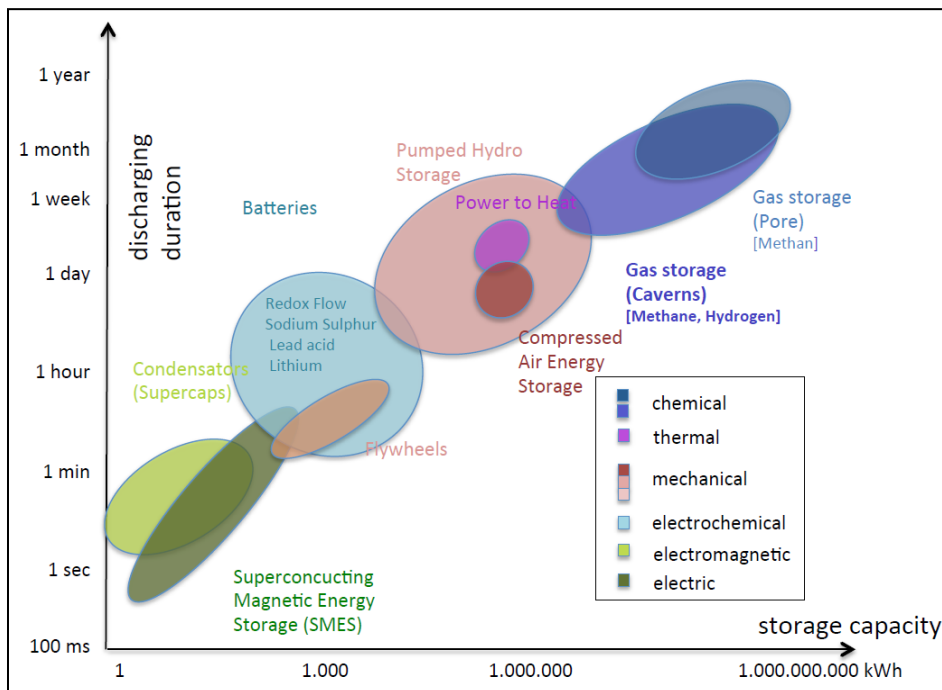 1 year
1 month
1 week
1 day
1 hour
1 min
1 sec
100 ms
discharging
duration
Batteries
Pumped Hydro
Storage
Power to Heat
Gas storage
(Pore)
[Methan]
Gas storage
(Caverns)
[Methane, Hydrogen]
Redox Flow
Sodium Sulphur
Lead acid
Lithium
Compressed
Air Energy
Storage
Condensators
(Supercaps)
Flywheels
Superconcucting
Magnetic Energy
Storage (SMES)
chemical
thermal
mechanical
electrochemical
electromagnetic
electric
storage capacity
1
1.000
1.000.000
1.000.000.000 kWh